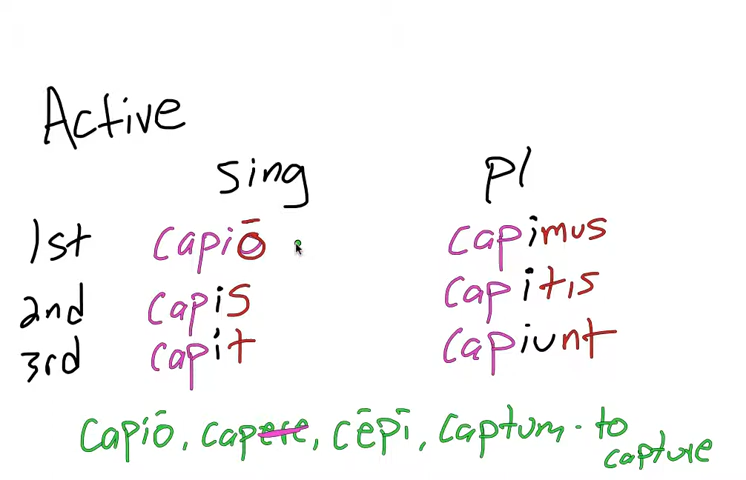 Active
sing pl
1st capiō capimus
2nd capis capitis
3rd capit capiunt
capiō, capere, cēpī, captum - to
capture